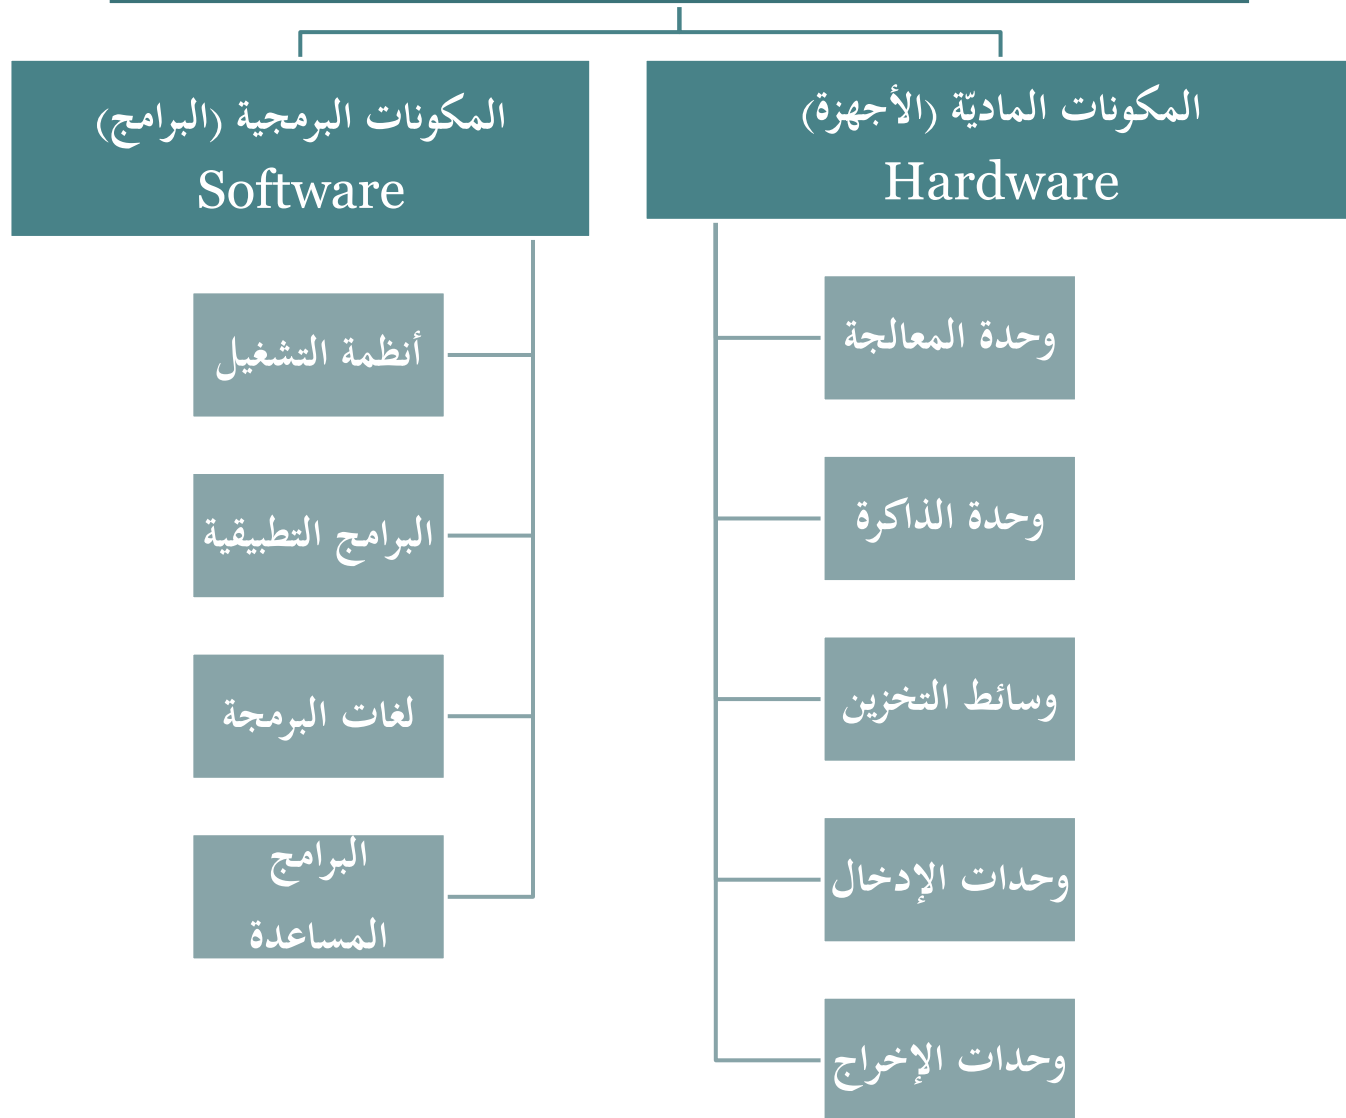 المكونات الماديّة (الأجهزة)
Hardware
وحدة المعالجة
وحدة الذاكرة
وسائط التخزين
وحدات الإدخال
وحدات الإخراج
المكونات البرمجية (البرامج)
Software
أنظمة التشغيل
البرامج التطبيقية
لغات البرمجة
البرامج
المساعدة